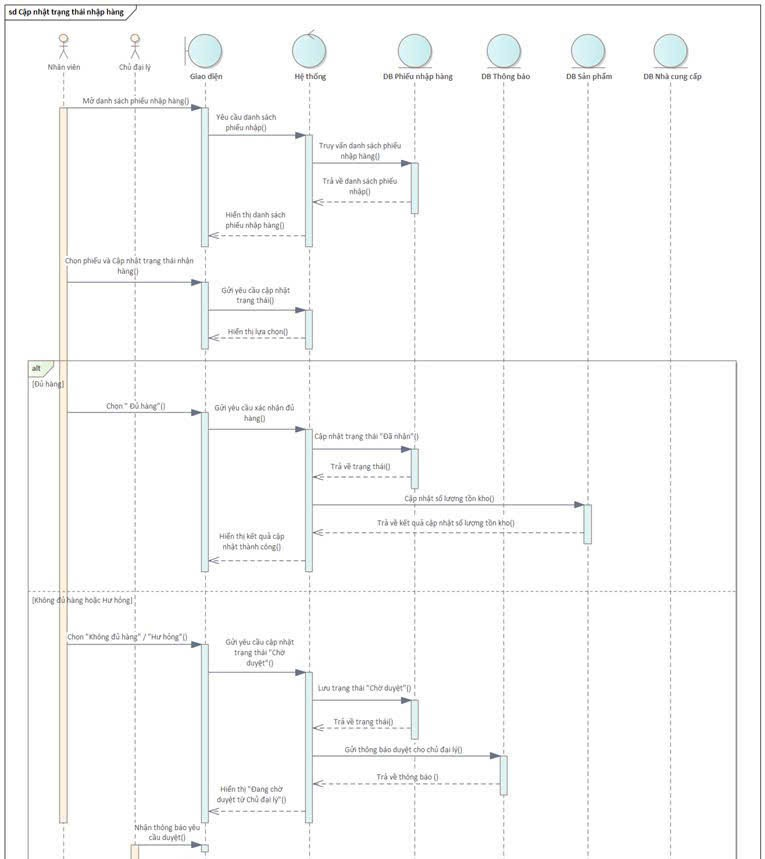 sd Cập nhật trạng thái nhập hàng
Nhân viên
Chủ đại lý
Giao diện
Hệ thống
DB Phiếu nhập hàng
DB Thông báo
DB Sản phẩm
DB Nhà cung cấp
Mở danh sách phiếu nhập hàng()
Yêu cầu danh sách
phiếu nhập()
Truy vấn danh sách phiếu
nhập hàng()
Trả về danh sách phiếu
nhập()
Hiển thị danh sách
phiếu nhập hàng()
Chọn phiếu và Cập nhật trạng thái nhận
hàng()
Gửi yêu cầu cập nhật
trạng thái()
Hiển thị lựa chọn()
alt
[Đủ hàng]
Chọn " Đủ hàng"()
Gửi yêu cầu xác nhận đủ
hàng()
Cập nhật trạng thái "Đã nhận"()
Trả về trạng thái()
Cập nhật số lượng tồn kho()
Trả về kết quả cập nhật số lượng tồn kho()
Hiển thị kết quả cập
nhật thành công()
[Không đủ hàng hoặc Hư hỏng]
Chọn "Không đủ hàng" / "Hư hỏng"()
Gửi yêu cầu cập nhật
trạng thái "Chờ
duyệt"()
Lưu trạng thái "Chờ duyệt"()
Trả về trạng thái()
Gửi thông báo duyệt cho chủ đại lý()
Trả về thông báo ()
Hiển thị "Đang chờ
duyệt từ Chủ đại lý"()
Nhận thông báo yêu
cầu duyệt()